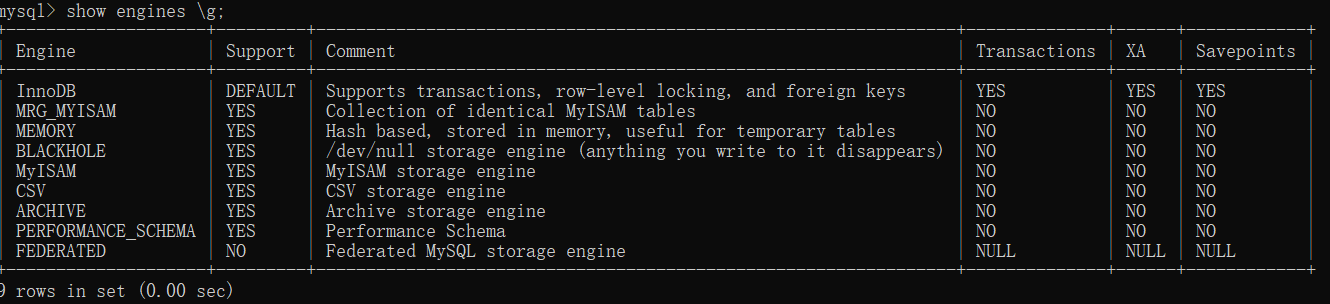 mysql> show engines \g;
Engine Support Comment Transactions XA Savepoints
InnoDB DEFAULT Supports transactions, row-level locking, and foreign keys YES YES YES
MRG_MYISAM YES Collection of identical MyISAM tables NO NO NO
MEMORY YES Hash based, stored in memory, useful for temporary tables NO NO NO
BLACKHOLE YES /dev/null storage engine (anything you write to it disappears) NO NO NO
MyISAM YES MyISAM storage engine NO NO NO
CSV YES CSV storage engine NO NO NO
ARCHIVE YES Archive storage engine NO NO NO
PERFORMANCE_SCHEMA YES Performance Schema NO NO NO
FEDERATED NO Federated MySQL storage engine NULL NULL NULL
9 rows in set (0.00 sec)